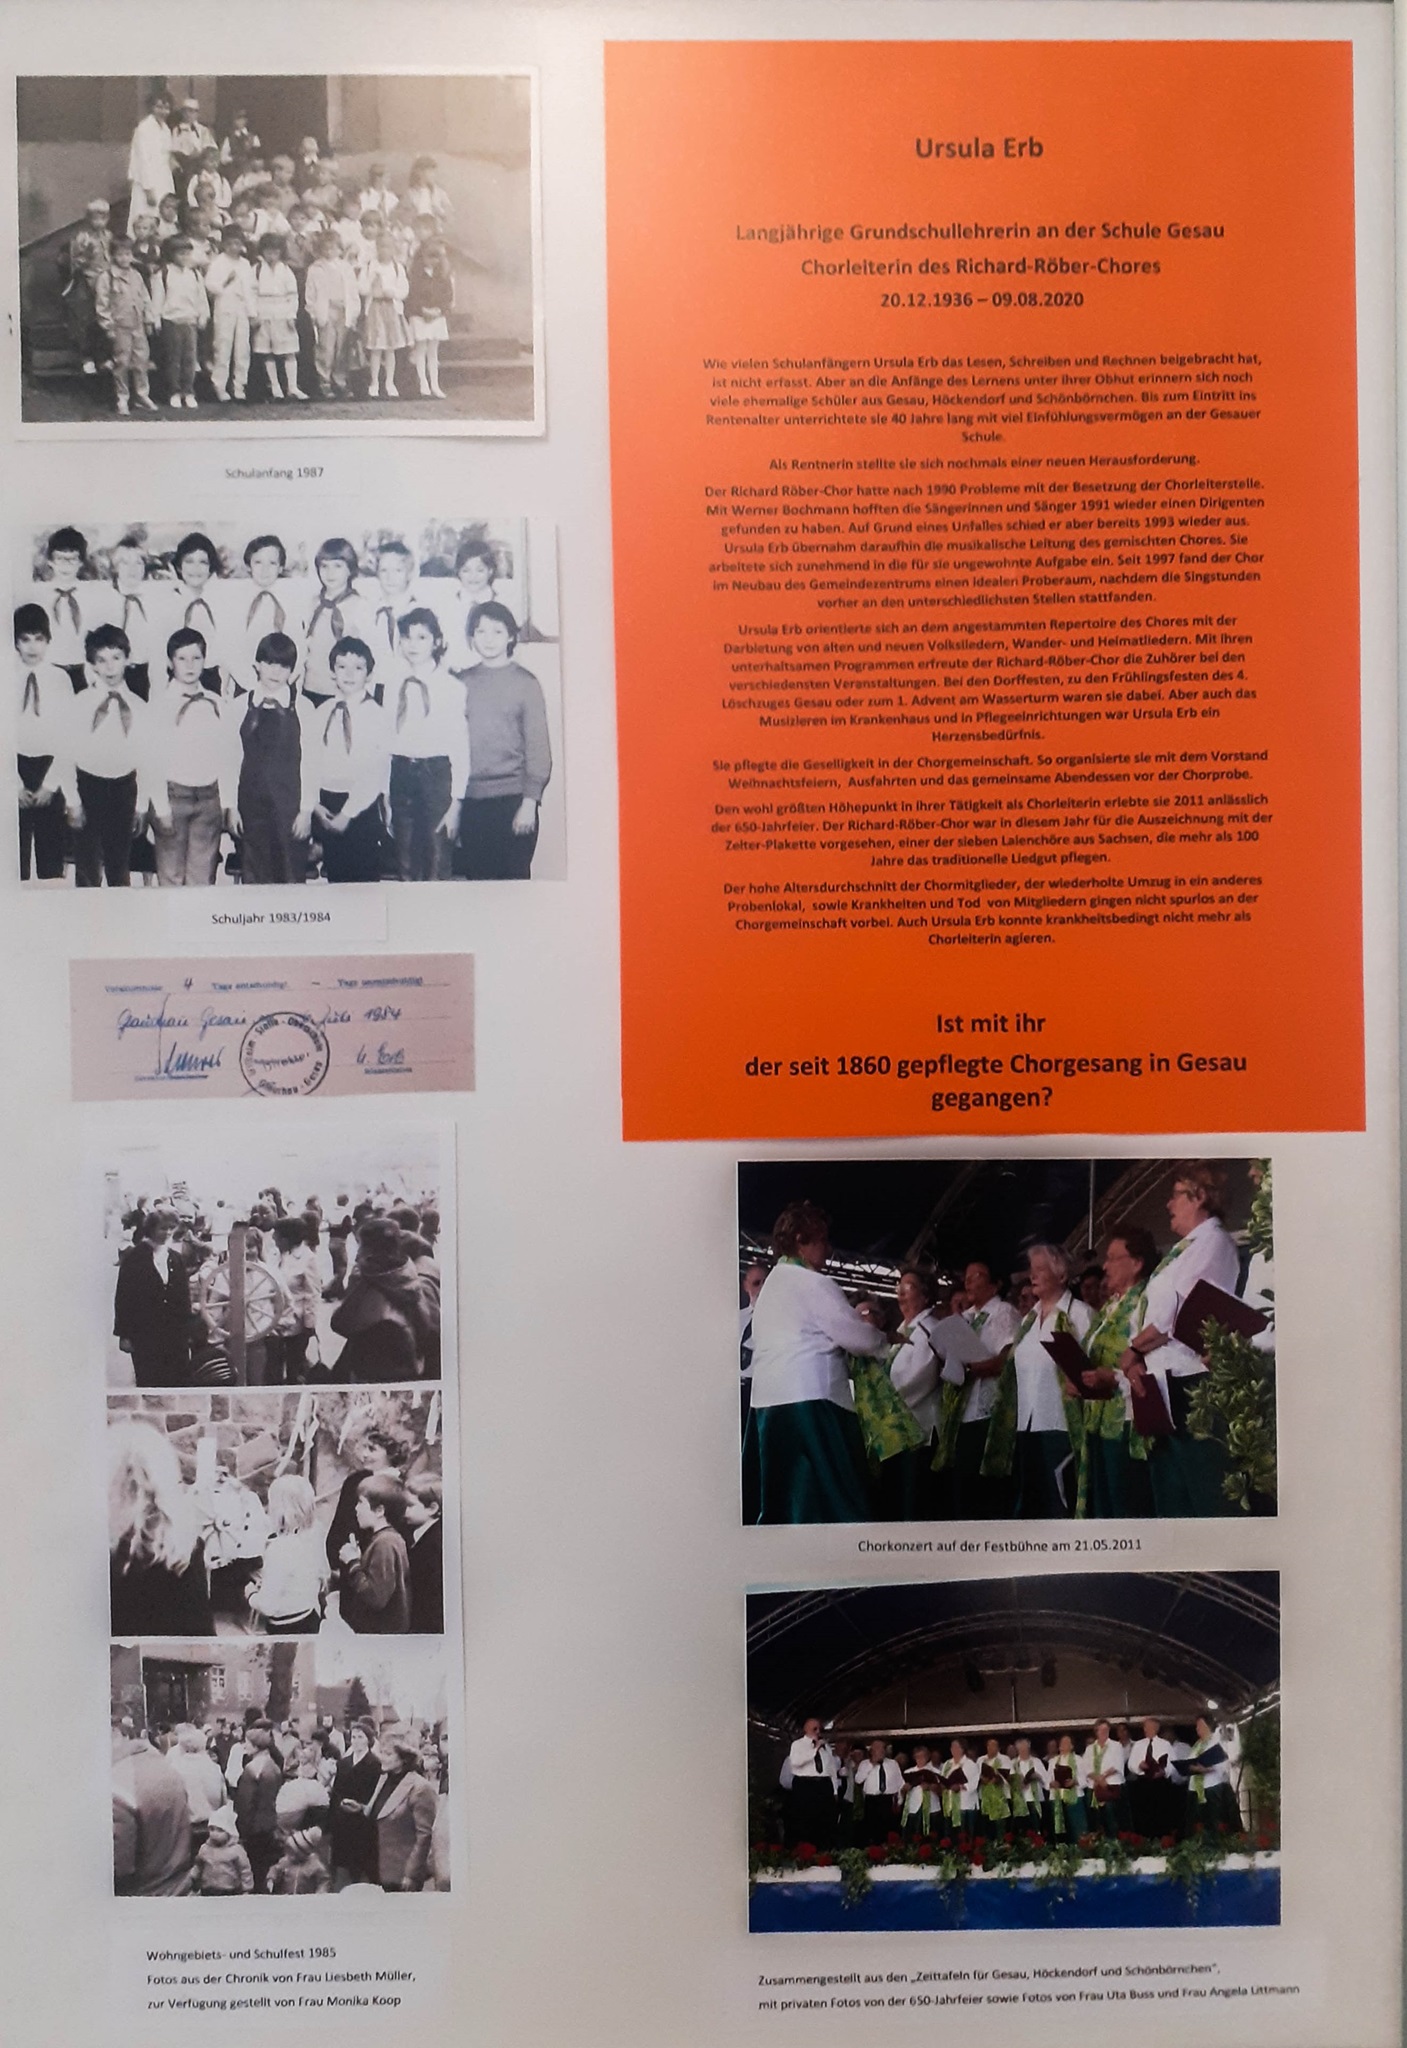 Schulanfang 1987
Schuljahr 1983/1984
4 Tage entschuldigt – Tage unentschuldigt
Gesau 1984
Direktor
Wohngebiets- und Schulfest 1985
Fotos aus der Chronik von Frau Liesbeth Müller,
zur Verfügung gestellt von Frau Monika Koop
Ursula Erb
Langjährige Grundschullehrerin an der Schule Gesau
Chorleiterin des Richard-Röber-Chores
20.12.1936 – 09.08.2020
Wie vielen Schulanfängern Ursula Erb das Lesen, Schreiben und Rechnen beigebracht hat,
ist nicht erfasst. Aber an die Anfänge des Lernens unter ihrer Obhut erinnern sich noch
viele ehemalige Schüler aus Gesau, Höckendorf und Schönbörnchen. Bis zum Eintritt ins
Rentenalter unterrichtete sie 40 Jahre lang mit viel Einfühlungsvermögen an der Gesauer
Schule.
Als Rentnerin stellte sie sich nochmals einer neuen Herausforderung.
Der Richard Röber-Chor hatte nach 1990 Probleme mit der Besetzung der Chorleiterstelle.
Mit Werner Bochmann hofften die Sängerinnen und Sänger 1991 wieder einen Dirigenten
gefunden zu haben. Auf Grund eines Unfalles schied er aber bereits 1993 wieder aus.
Ursula Erb übernahm daraufhin die musikalische Leitung des gemischten Chores. Sie
arbeitete sich zunehmend in die für sie ungewohnte Aufgabe ein. Seit 1997 fand der Chor
im Neubau des Gemeindezentrums einen idealen Proberaum, nachdem die Singstunden
vorher an den unterschiedlichsten Stellen stattfanden.
Ursula Erb orientierte sich an dem angestammten Repertoire des Chores mit der
Darbietung von alten und neuen Volksliedern, Wander- und Heimatliedern. Mit ihren
unterhaltsamen Programmen erfreute der Richard-Röber-Chor die Zuhörer bei den
verschiedensten Veranstaltungen. Bei den Dorffesten, zu den Frühlingsfesten des 4.
Löschzuges Gesau oder zum 1. Advent am Wasserturm waren sie dabei. Aber auch das
Musizieren im Krankenhaus und in Pflegeeinrichtungen war Ursula Erb ein
Herzensbedürfnis.
Sie pflegte die Geselligkeit in der Chorgemeinschaft. So organisierte sie mit dem Vorstand
Weihnachtsfeiern, Ausfahrten und das gemeinsame Abendessen vor der Chorprobe.
Den wohl größten Höhepunkt in ihrer Tätigkeit als Chorleiterin erlebte sie 2011 anlässlich
der 650-Jahrfeier. Der Richard-Röber-Chor war in diesem Jahr für die Auszeichnung mit der
Zelter-Plakette vorgesehen, einer der sieben Laienchöre aus Sachsen, die mehr als 100
Jahre das traditionelle Liedgut pflegen.
Der hohe Altersdurchschnitt der Chormitglieder, der wiederholte Umzug in ein anderes
Probenlokal, sowie Krankheiten und Tod von Mitgliedern gingen nicht spurlos an der
Chorgemeinschaft vorbei. Auch Ursula Erb konnte krankheitsbedingt nicht mehr als
Chorleiterin agieren.
Ist mit ihr
der seit 1860 gepflegte Chorgesang in Gesau
gegangen?
Chorkonzert auf der Festbühne am 21.05.2011
Zusammengestellt aus den „Zeittafeln für Gesau, Höckendorf und Schönbörnchen“,
mit privaten Fotos von der 650-Jahrfeier sowie Fotos von Frau Uta Buss und Frau Angela Littmann